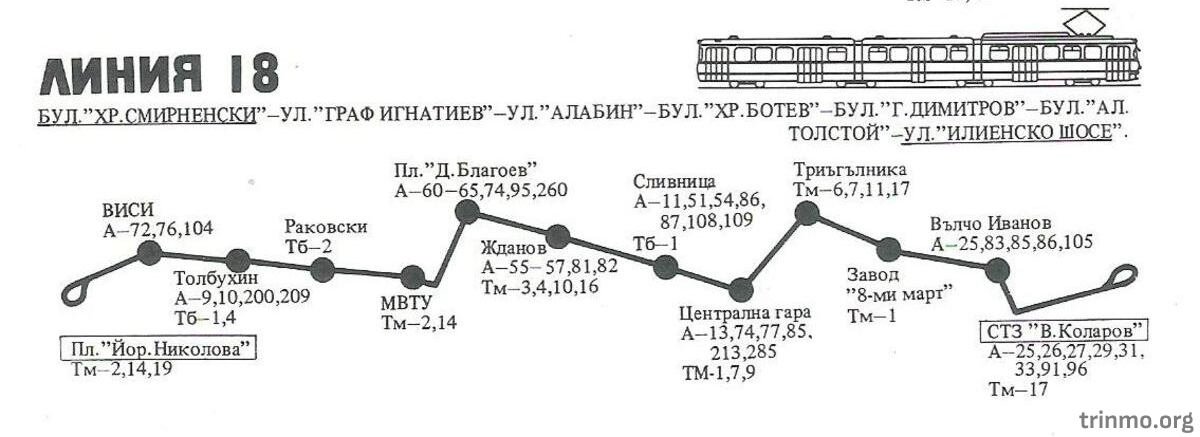 ЛИНИЯ 18
БУЛ."ХР.СМИРНЕНСКИ"–УЛ."ГРАФ ИГНАТИЕВ"–УЛ."АЛАБИН"–БУЛ."ХР.БОТЕВ"–БУЛ."Г.ДИМИТРОВ"–БУЛ."АЛ.
ТОЛСТОЙ"–УЛ."ИЛИЕНСКО ШОСЕ".
Пл."Йор.Николова"
Тм–2,14,19
ВИСИ
А–72,76,104
Толбухин
А–9,10,200,209
Тб–1,4
Раковски
Тб–2
МВТУ
Тм–2,14
Пл."Д.Благоев"
А–60–65,74,95,260
Жданов
А–55–57,81,82
Тм–3,4,10,16
Сливница
А–11,51,54,86,
87,108,109
Тб–1
Централна гара
А–13,74,77,85,
213,285
ТМ-1,7,9
Триъгълника
Тм–6,7,11,17
Завод
"8-ми март"
Тм–1
Вълчо Иванов
А–25,83,85,86,105
СТЗ "В.Коларов"
А–25,26,27,29,31,
33,91,96
Тм–17
trinmo.org